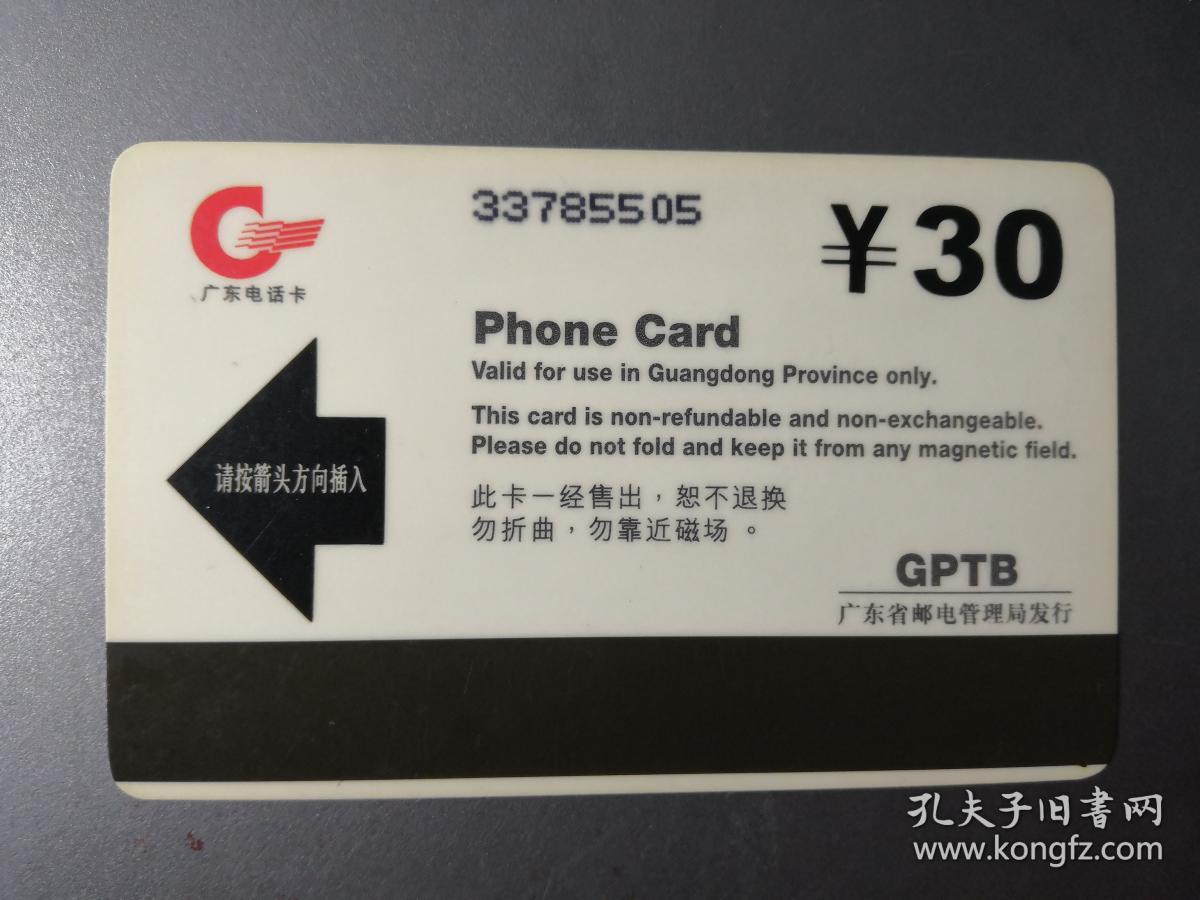 33785505
¥30
广东电话卡
Phone Card
Valid for use in Guangdong Province only.
This card is non-refundable and non-exchangeable.
Please do not fold and keep it from any magnetic field.
请按箭头方向插入
此卡一经售出，恕不退换
勿折曲，勿靠近磁场。
GPTB
广东省邮电管理局发行
孔夫子旧書网
www.kongfz.com